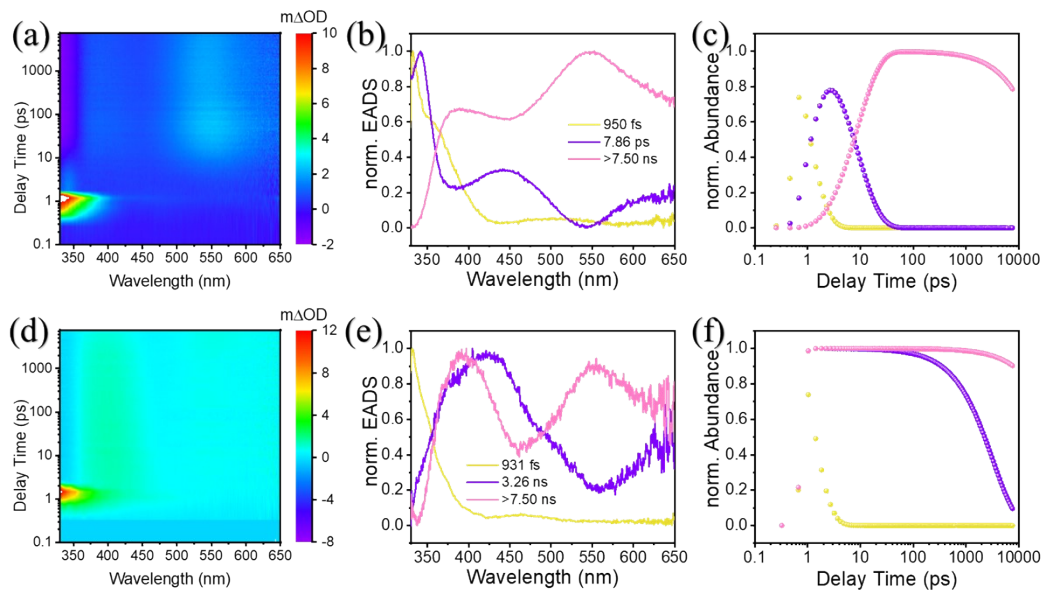 (a)
mΔOD
10
8
6
4
2
0
-2
1000
100
10
1
0.1
Delay Time (ps)
350 400 450 500 550 600 650
Wavelength (nm)
(b)
1.0
0.8
0.6
0.4
0.2
0.0
norm. EADS
950 fs
7.86 ps
>7.50 ns
350 400 450 500 550 600 650
Wavelength (nm)
(c)
1.0
0.8
0.6
0.4
0.2
0.0
norm. Abundance
0.1 1 10 100 1000 10000
Delay Time (ps)
(d)
mΔOD
12
8
4
0
-4
-8
1000
100
10
1
0.1
Delay Time (ps)
350 400 450 500 550 600 650
Wavelength (nm)
(e)
1.0
0.8
0.6
0.4
0.2
0.0
norm. EADS
931 fs
3.26 ns
>7.50 ns
350 400 450 500 550 600 650
Wavelength (nm)
(f)
1.0
0.8
0.6
0.4
0.2
0.0
norm. Abundance
0.1 1 10 100 1000 10000
Delay Time (ps)